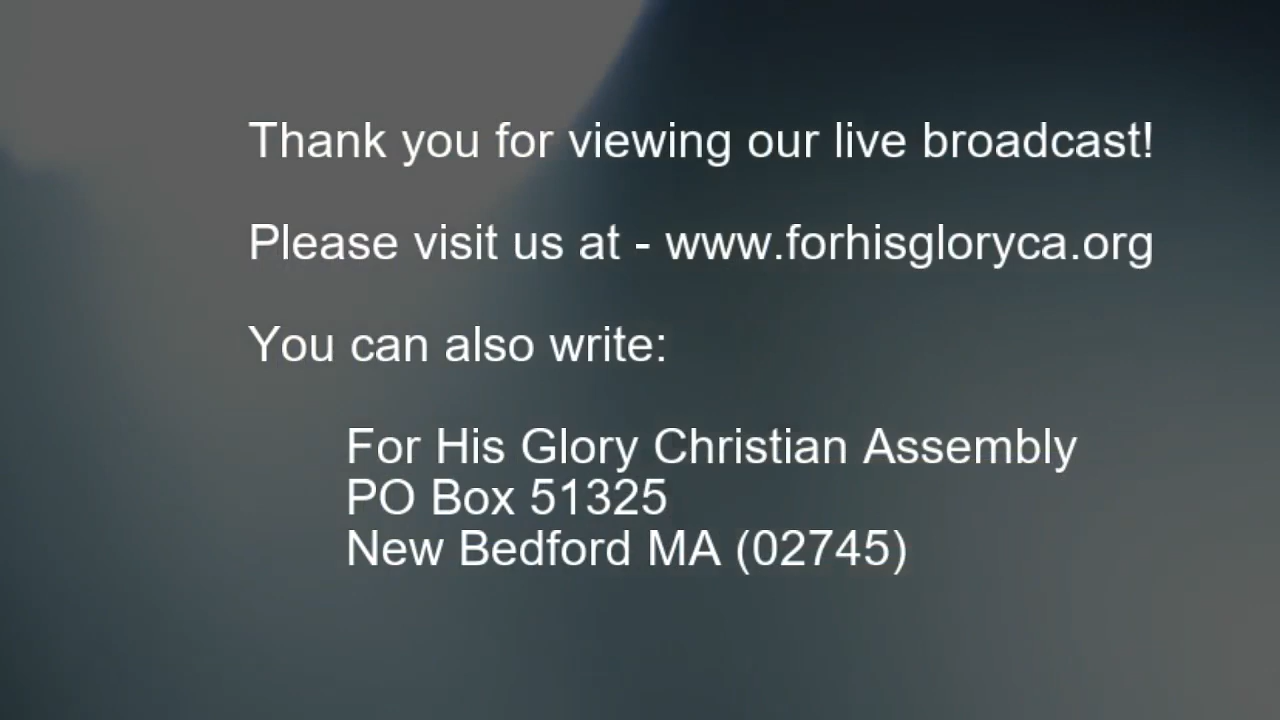 Thank you for viewing our live broadcast!
Please visit us at - www.forhisgloryca.org
You can also write:
For His Glory Christian Assembly
PO Box 51325
New Bedford MA (02745)